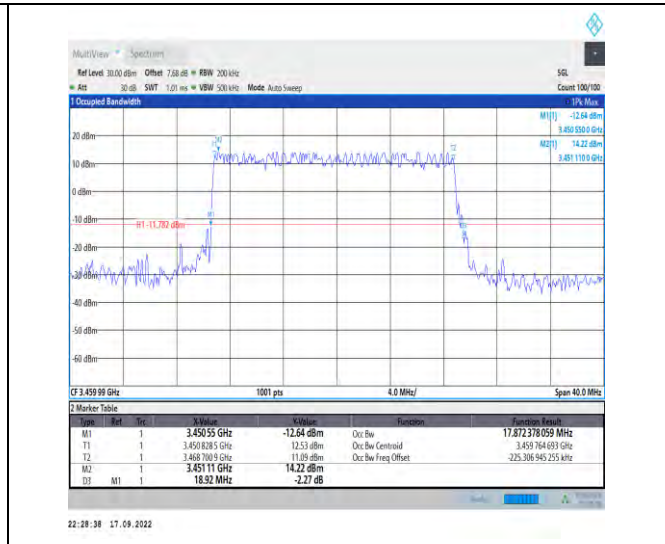 MultiView Spectrum
Ref Level 30.00 dBm Offset 7.68 dB RBW 200 kHz SGL
Att 30 dB SWT 1.01 ms VBW 500 kHz Mode Auto Sweep Count 100/100
1 Occupied Bandwidth 1Pk Max
M1[1] -12.64 dBm
3.450 550 0 GHz
M2[1] 14.22 dBm
3.451 110 0 GHz
20 dBm
10 dBm
0 dBm
-10 dBm
H1 -11.782 dBm
-20 dBm
-30 dBm
-40 dBm
-50 dBm
-60 dBm
T1
M2
T2
M1
CF 3.459 99 GHz 1001 pts 4.0 MHz/ Span 40.0 MHz
2 Marker Table
Type Ref Trc X-Value Y-Value Function Function Result
M1 1 3.450 55 GHz -12.64 dBm Occ Bw 17.872 378 059 MHz
T1 1 3.450 828 5 GHz 12.53 dBm Occ Bw Centroid 3.459 764 693 GHz
T2 1 3.468 700 9 GHz 11.09 dBm Occ Bw Freq Offset -225.306 945 255 kHz
M2 1 3.451 11 GHz 14.22 dBm
D3 M1 1 18.92 MHz -2.27 dB
22:28:38 17.09.2022